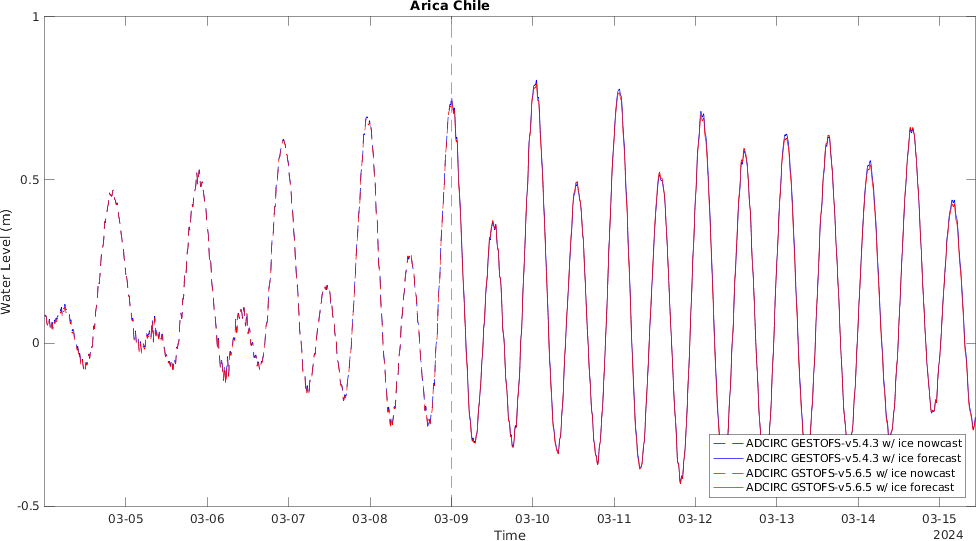 Arica Chile
1
0.5
0
-0.5
Water Level (m)
ADCIRC GESTOFS-v5.4.3 w/ ice nowcast
ADCIRC GESTOFS-v5.4.3 w/ ice forecast
ADCIRC GSTOFS-v5.6.5 w/ ice nowcast
ADCIRC GSTOFS-v5.6.5 w/ ice forecast
03-05 03-06 03-07 03-08 03-09 03-10 03-11 03-12 03-13 03-14 03-15
Time
2024